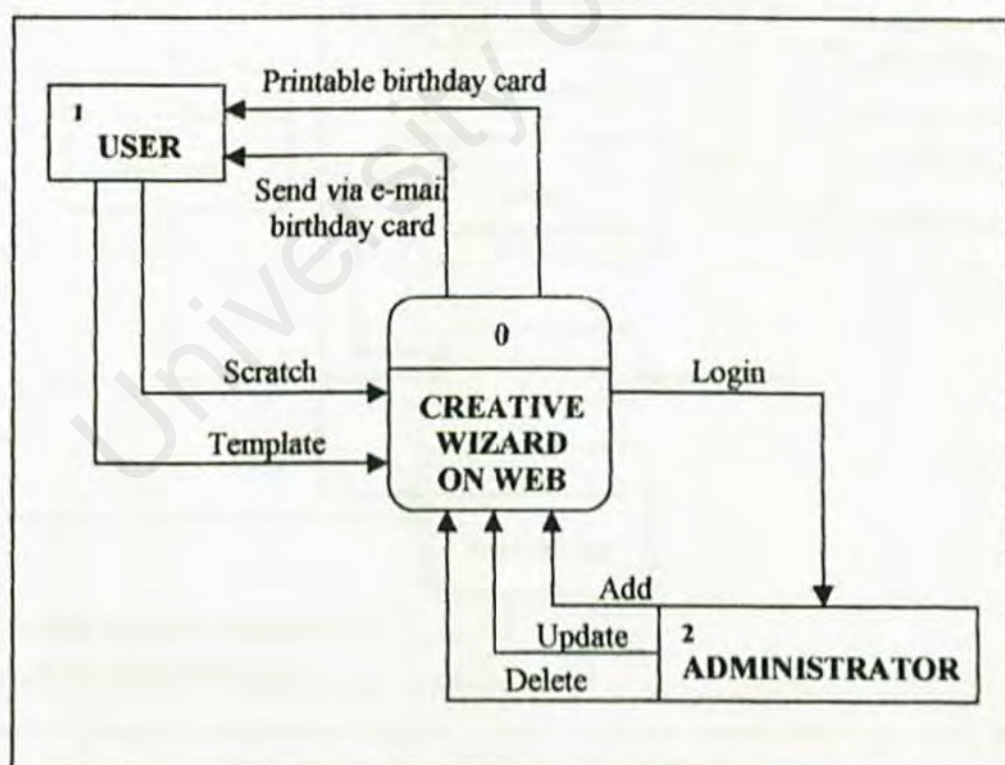 Printable birthday card
1
USER
Send via e-mai
birthday card
0
CREATIVE
WIZARD
ON WEB
Scratch
Template
Login
Add
Update
Delete
2
ADMINISTRATOR
University o